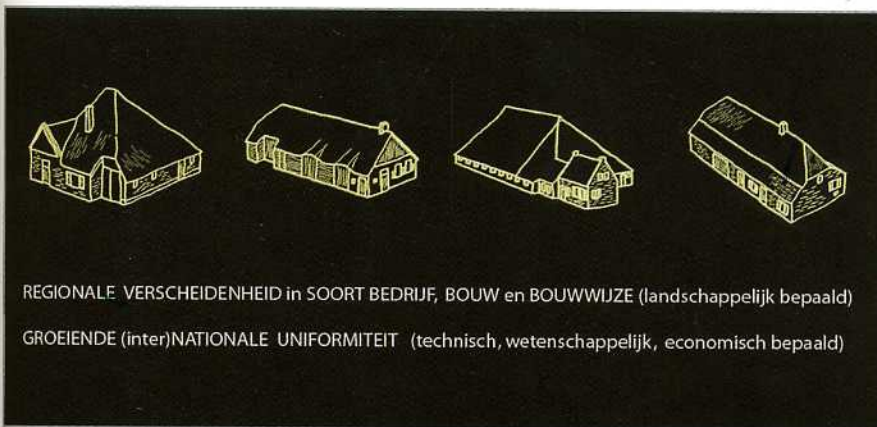 REGIONALE VERSCHEIDENHEID in SOORT BEDRIJF, BOUW en BOUWWIJZE (landschappelijk bepaald)
GROEIENDE (inter)NATIONALE UNIFORMITEIT (technisch, wetenschappelijk, economisch bepaald)